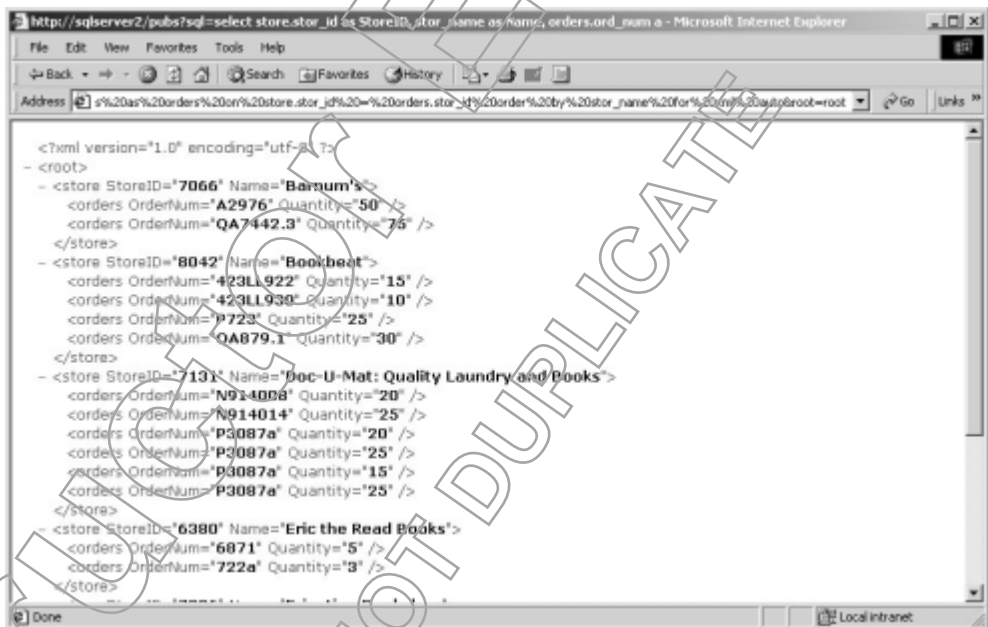 http://sqlserver2/pubs?sql=select store.stor_id as StoreID, stor_name as Name, orders.ord_num a - Microsoft Internet Explorer
File Edit View Favorites Tools Help
Back Search Favorites History
Address s%20as%20orders%20on%20store.stor_id%20=%20orders.stor_id%20order%20by%20stor_name%20for%20xml%20auto&root=root Go Links »
<?xml version="1.0" encoding="utf-8" ?>
- <root>
- <store StoreID="7066" Name="Barnum's">
<orders OrderNum="A2976" Quantity="50" />
<orders OrderNum="QA7442.3" Quantity="75" />
</store>
- <store StoreID="8042" Name="Bookbeat">
<orders OrderNum="423LL922" Quantity="15" />
<orders OrderNum="423LL930" Quantity="10" />
<orders OrderNum="P723" Quantity="25" />
<orders OrderNum="QA879.1" Quantity="30" />
</store>
- <store StoreID="7131" Name="Doc-U-Mat: Quality Laundry and Books">
<orders OrderNum="N914008" Quantity="20" />
<orders OrderNum="N914014" Quantity="25" />
<orders OrderNum="P3087a" Quantity="20" />
<orders OrderNum="P3087a" Quantity="25" />
<orders OrderNum="P3087a" Quantity="15" />
<orders OrderNum="P3087a" Quantity="25" />
</store>
- <store StoreID="6380" Name="Eric the Read Books">
<orders OrderNum="6871" Quantity="5" />
<orders OrderNum="722a" Quantity="3" />
</store>
Done Local intranet
NOT DUPLICATE